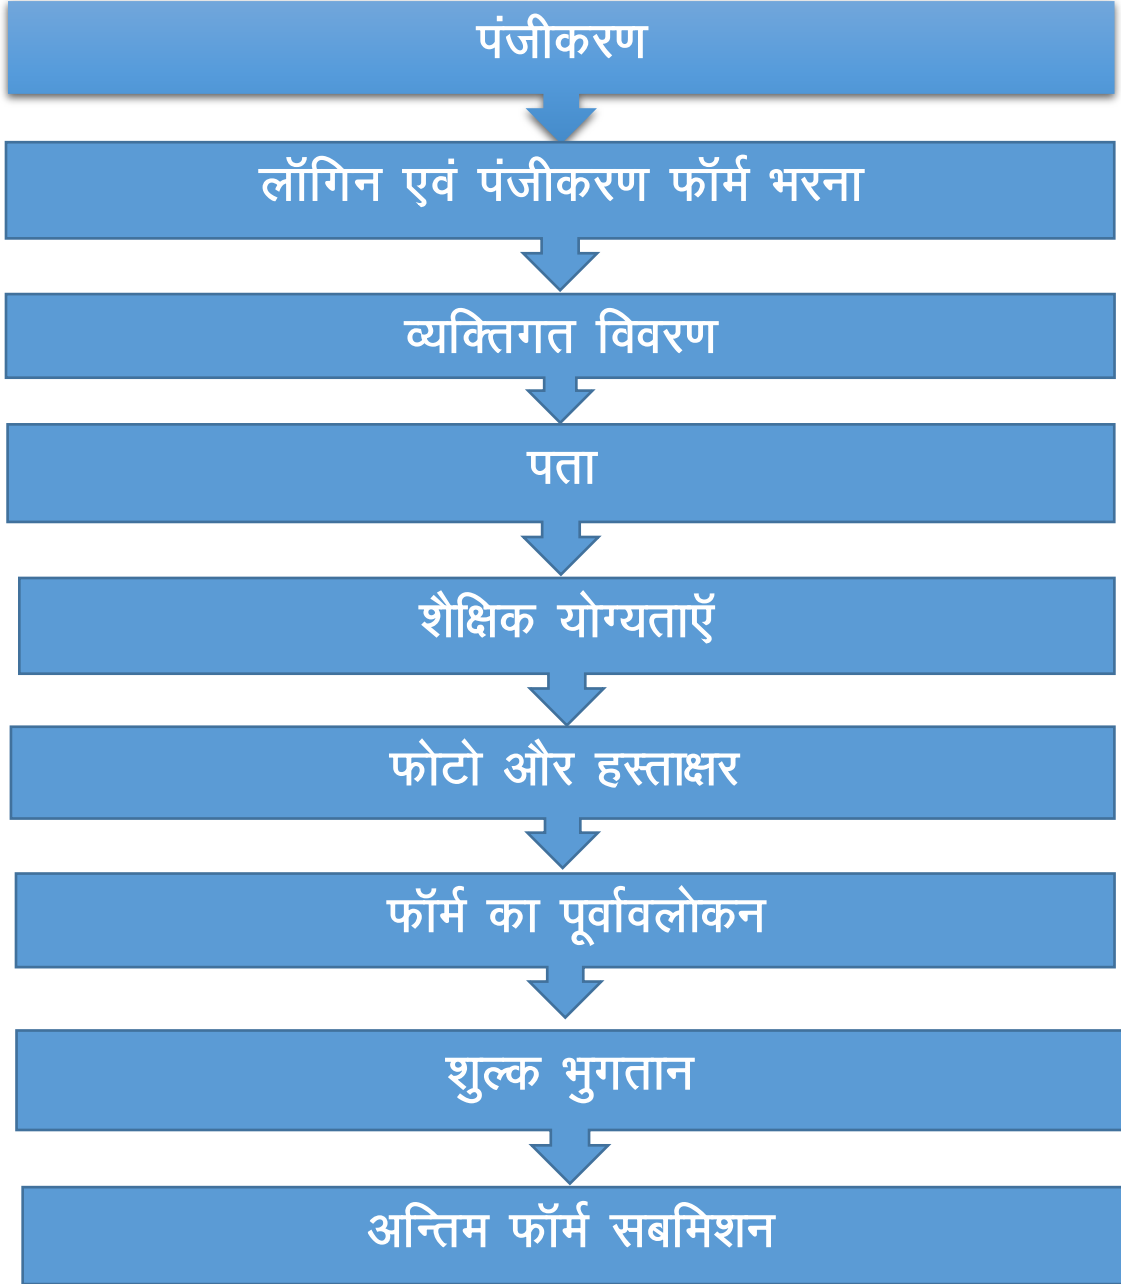 पंजीकरण
लॉगिन एवं पंजीकरण फॉर्म भरना
व्यक्तिगत विवरण
पता
शैक्षिक योग्यताऍ
फोटो और हस्ताक्षर
फॉर्म का पूर्वावलोकन
शुल्क भुगतान
अन्तिम फॉर्म सबमिशन